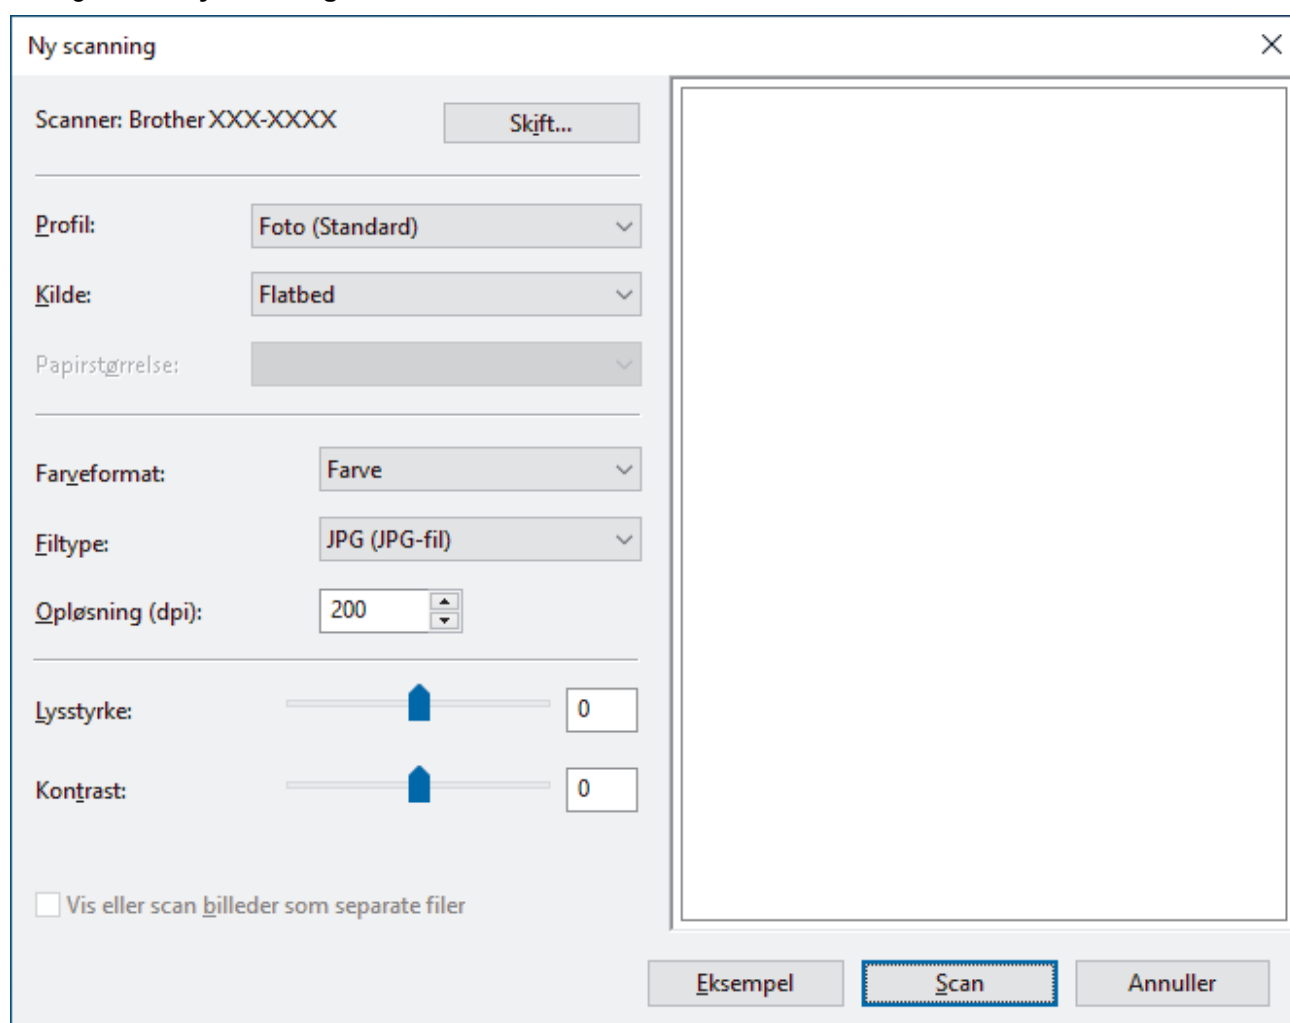 Ny scanning
Scanner: Brother XXX-XXXX
Skift...
Profil:
Foto (Standard)
Kilde:
Flatbed
Papirstørrelse:
Farveformat:
Farve
Filtype:
JPG (JPG-fil)
Opløsning (dpi):
200
Lysstyrke:
0
Kontrast:
0
Vis eller scan billeder som separate filer
Eksempel
Scan
Annuller